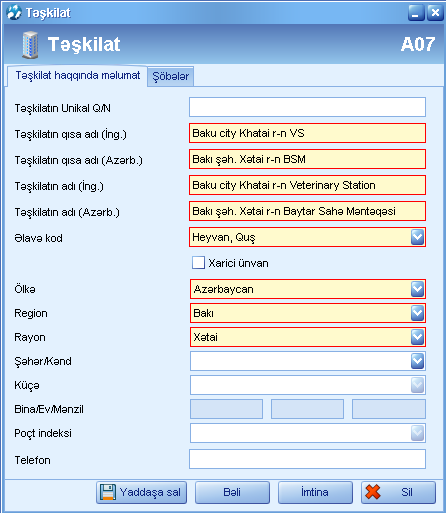 Təşkilat
Təşkilat A07
Təşkilat haqqında məlumat Şöbələr
Təşkilatın Unikal Q/N
Təşkilatın qısa adı (İng.) Baku city Khatai r-n VS
Təşkilatın qısa adı (Azərb.) Bakı şəh. Xətai r-n BSM
Təşkilatın adı (İng.) Baku city Khatai r-n Veterinary Station
Təşkilatın adı (Azərb.) Bakı şəh. Xətai r-n Baytar Sahə Məntəqəsi
Əlavə kod Heyvan, Quş
Xarici ünvan
Ölkə Azərbaycan
Region Bakı
Rayon Xətai
Şəhər/Kənd
Küçə
Bina/Ev/Mənzil
Poçt indeksi
Telefon
Yaddaşa sal Bəli İmtina Sil